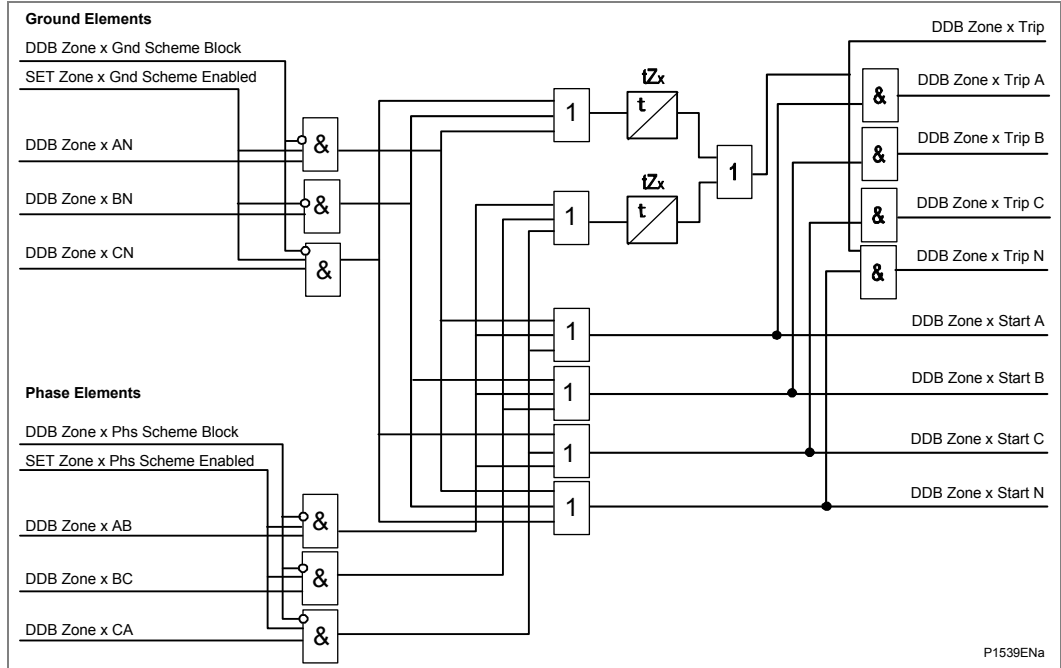 Ground Elements
DDB Zone x Gnd Scheme Block
SET Zone x Gnd Scheme Enabled
DDB Zone x AN
DDB Zone x BN
DDB Zone x CN
&
&
&
Phase Elements
DDB Zone x Phs Scheme Block
SET Zone x Phs Scheme Enabled
DDB Zone x AB
DDB Zone x BC
DDB Zone x CA
&
&
&
1
tZx
t
1
tZx
t
1
1
1
1
1
&
&
&
&
DDB Zone x Trip
DDB Zone x Trip A
DDB Zone x Trip B
DDB Zone x Trip C
DDB Zone x Trip N
DDB Zone x Start A
DDB Zone x Start B
DDB Zone x Start C
DDB Zone x Start N
P1539ENa